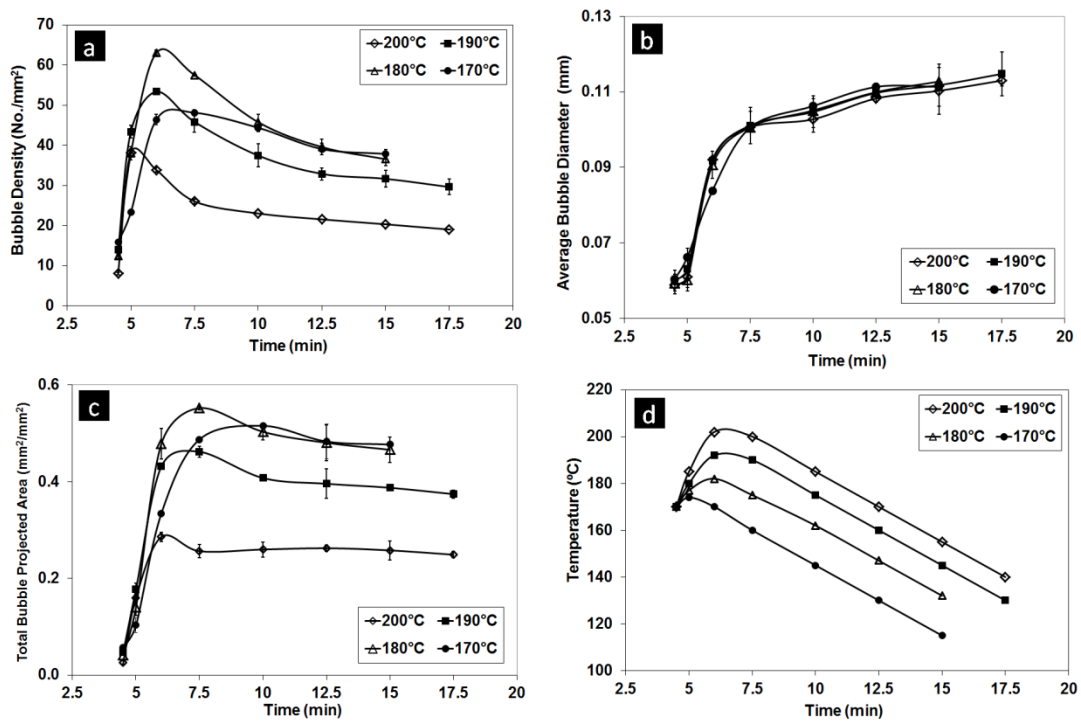 a
Bubble Density (No./mm²)
70
60
50
40
30
20
10
0
200°C 190°C
180°C 170°C
2.5 5 7.5 10 12.5 15 17.5 20
Time (min)
b
Average Bubble Diameter (mm)
0.13
0.11
0.09
0.07
0.05
200°C 190°C
180°C 170°C
2.5 5 7.5 10 12.5 15 17.5 20
Time (min)
c
Total Bubble Projected Area (mm²/mm²)
0.6
0.4
0.2
0.0
200°C 190°C
180°C 170°C
2.5 5 7.5 10 12.5 15 17.5 20
Time (min)
d
Temperature (ºC)
220
200
180
160
140
120
100
200°C 190°C
180°C 170°C
2.5 5 7.5 10 12.5 15 17.5 20
Time (min)